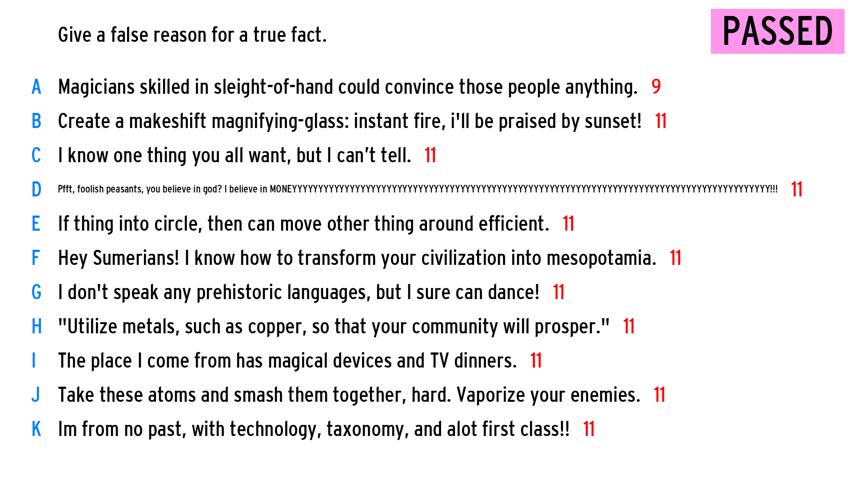 Give a false reason for a true fact.
PASSED
A Magicians skilled in sleight-of-hand could convince those people anything. 9
B Create a makeshift magnifying-glass: instant fire, i'll be praised by sunset! 11
C I know one thing you all want, but I can't tell. 11
D Pfft, foolish peasants, you believe in god? I believe in MONEYYYYYYYYYYYYYYYYYYYYYYYYYYYYYYYYYYYYYYYYYYYYYYYYYYYYYYYYYYYYYYYYYYYYYYYYYYYYYYYYYYYYYYYYYYYYYYYY!!! 11
E If thing into circle, then can move other thing around efficient. 11
F Hey Sumerians! I know how to transform your civilization into mesopotamia. 11
G I don't speak any prehistoric languages, but I sure can dance! 11
H "Utilize metals, such as copper, so that your community will prosper." 11
I The place I come from has magical devices and TV dinners. 11
J Take these atoms and smash them together, hard. Vaporize your enemies. 11
K Im from no past, with technology, taxonomy, and alot first class!! 11